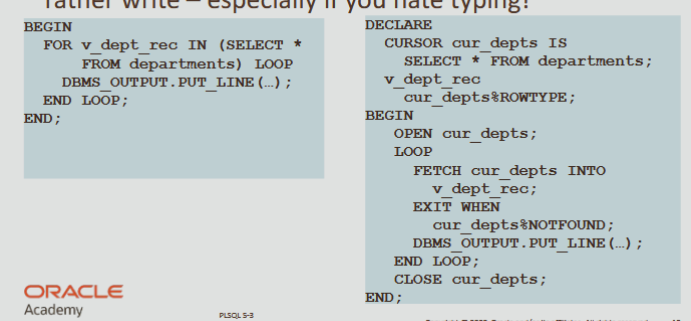 rather write – especially if you hate typing!
BEGIN
FOR v_dept_rec IN (SELECT *
FROM departments) LOOP
DBMS_OUTPUT.PUT_LINE(…);
END LOOP;
END;
DECLARE
CURSOR cur_depts IS
SELECT * FROM departments;
v_dept_rec
cur_depts%ROWTYPE;
BEGIN
OPEN cur_depts;
LOOP
FETCH cur_depts INTO
v_dept_rec;
EXIT WHEN
cur_depts%NOTFOUND;
DBMS_OUTPUT.PUT_LINE(…);
END LOOP;
CLOSE cur_depts;
END;
ORACLE
Academy
PLSQL 5-3